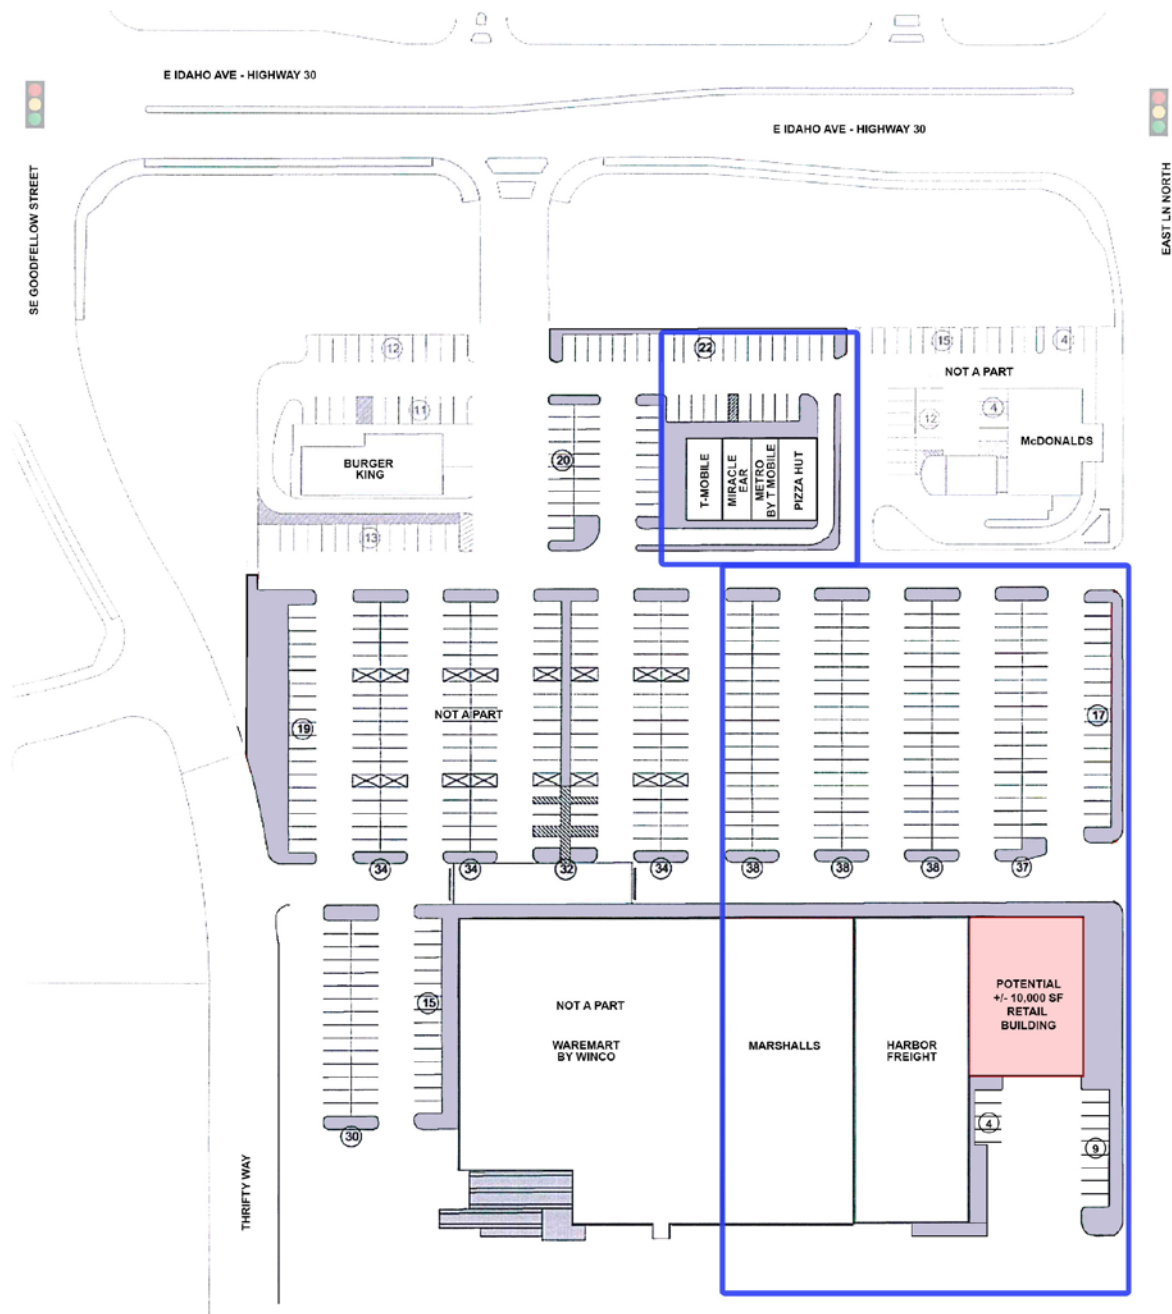 E IDAHO AVE - HIGHWAY 30
E IDAHO AVE - HIGHWAY 30
SE GOODFELLOW STREET
EAST LN NORTH
12
22
15
4
NOT A PART
11
12
4
McDONALDS
BURGER
KING
20
T-MOBILE
MIRACLE
EAR
METRO
BY T MOBILE
PIZZA HUT
13
19
NOT A PART
17
34
34
32
34
38
38
38
37
15
30
NOT A PART
WAREMART
BY WINCO
MARSHALLS
HARBOR
FREIGHT
POTENTIAL
+/- 10,000 SF
RETAIL
BUILDING
4
9
THRIFTY WAY